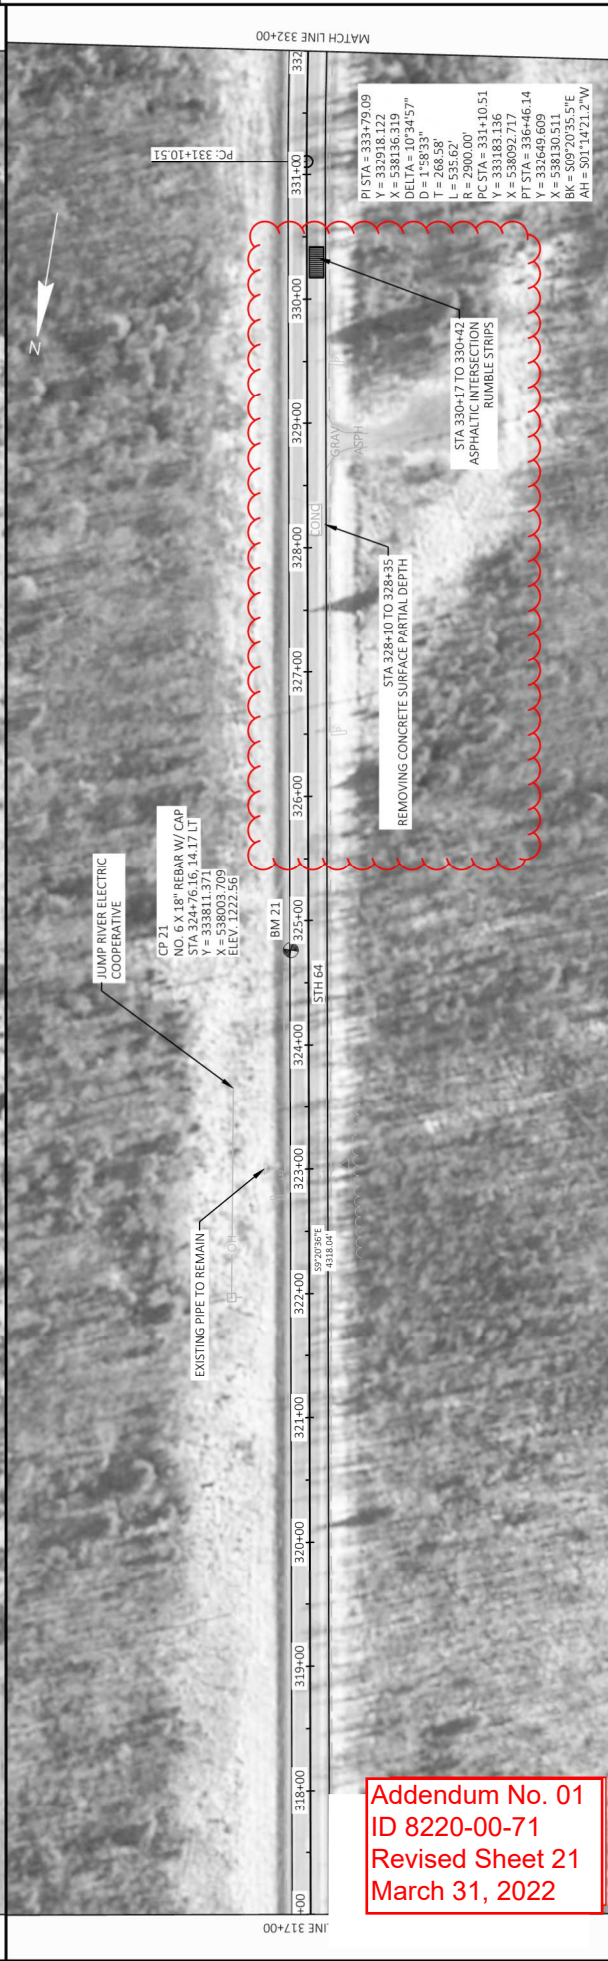 MATCH LINE 332+00
PC: 331+10.51
N
PI STA = 333+79.09
Y = 332918.122
X = 538136.319
DELTA = 10°34'57"
D = 1°58'33"
T = 268.58'
L = 535.62'
R = 2900.00'
PC STA = 331+10.51
Y = 333183.136
X = 538092.717
PT STA = 336+46.14
Y = 332649.609
X = 538130.511
BK = S09°20'35.5"E
AH = S01°14'21.2"W
STA 330+17 TO 330+42
ASPHALTIC INTERSECTION
RUMBLE STRIPS
GRAV
ASPH
CONC
STA 328+10 TO 328+35
REMOVING CONCRETE SURFACE PARTIAL DEPTH
CP 21
NO. 6 X 18" REBAR W/ CAP
STA 324+76.16, 14.17 LT
Y = 333811.371
X = 538003.709
ELEV. 1222.56
BM 21
JUMP RIVER ELECTRIC
COOPERATIVE
STH 64
EXISTING PIPE TO REMAIN
S9°20'36"E
4318.04'
+00
318+00
319+00
320+00
321+00
322+00
323+00
324+00
325+00
326+00
327+00
328+00
329+00
330+00
331+00
332
INE 317+00
Addendum No. 01
ID 8220-00-71
Revised Sheet 21
March 31, 2022